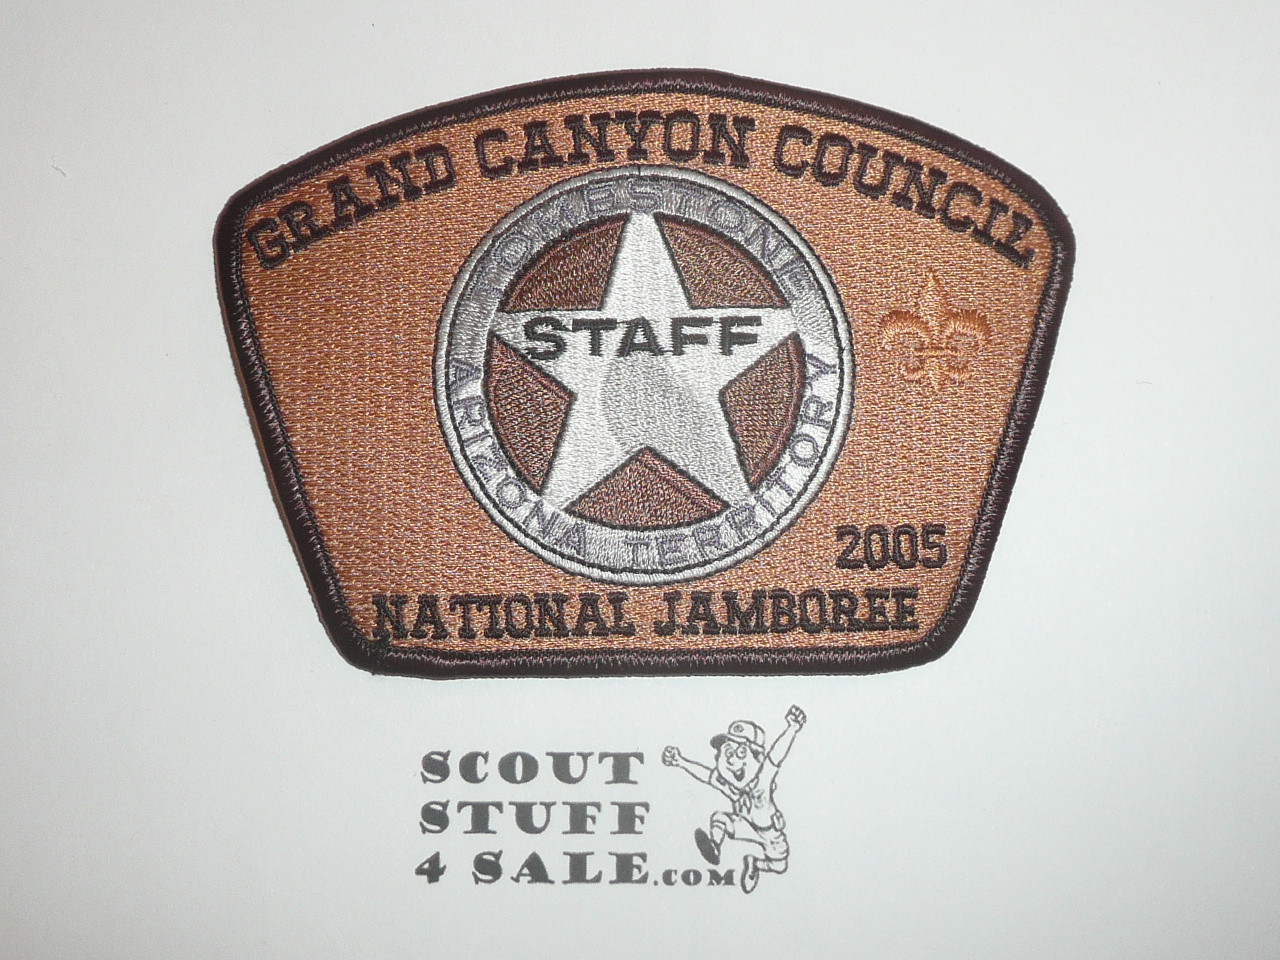 GRAND CANYON COUNCIL
TOMBSTONE
STAFF
ARIZONA TERRITORY
2005
NATIONAL JAMBOREE
SCOUT
STUFF
4 SALE.COM